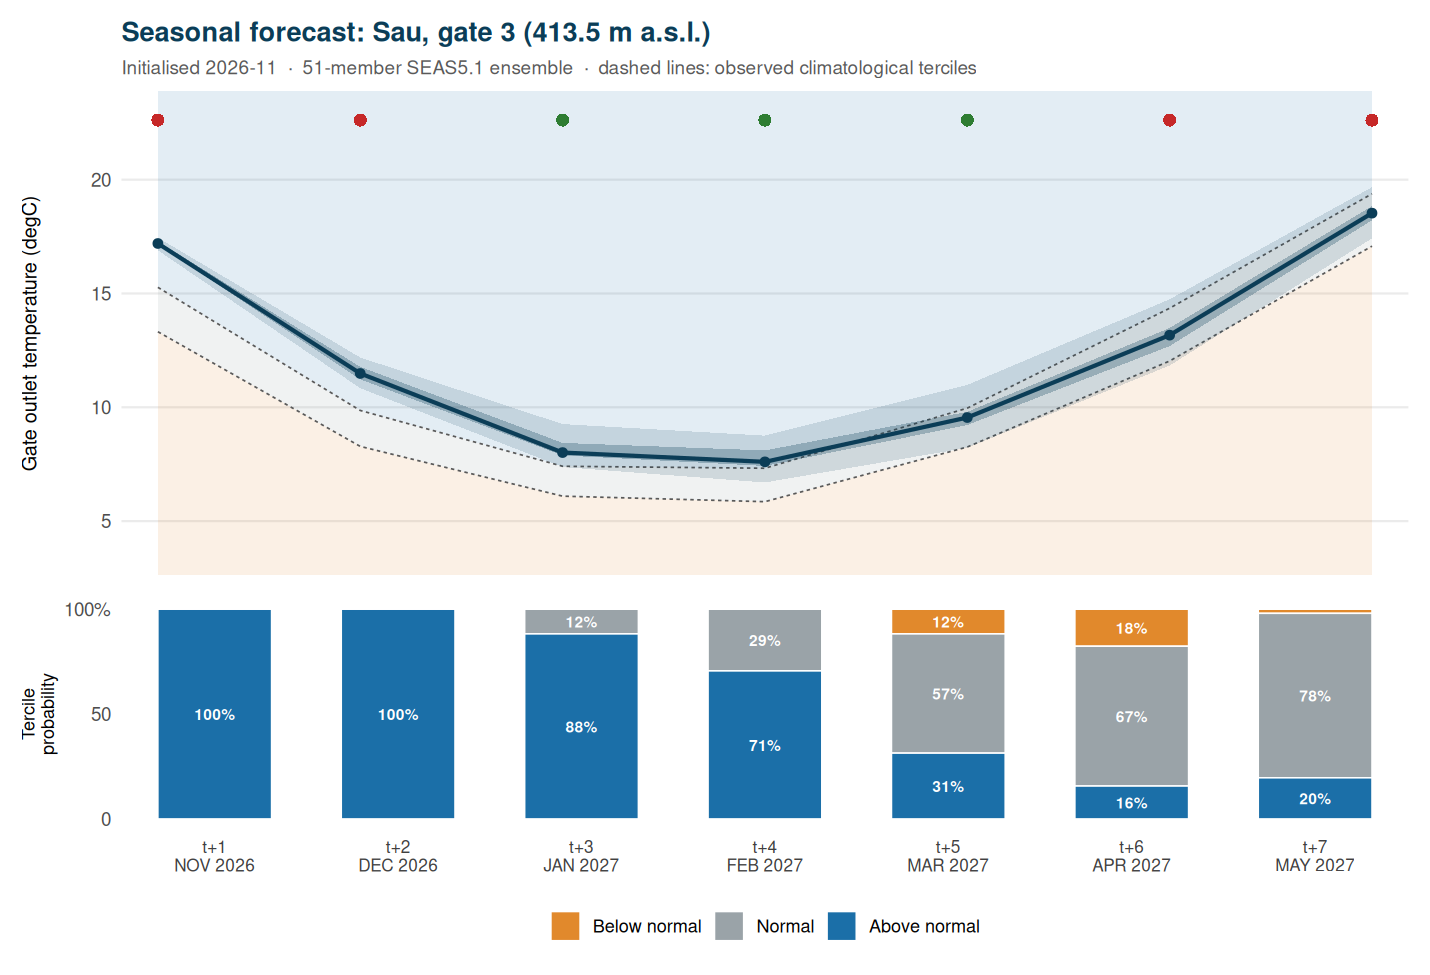 Seasonal forecast: Sau, gate 3 (413.5 m a.s.l.)
Initialised 2026-11 · 51-member SEAS5.1 ensemble · dashed lines: observed climatological terciles
Gate outlet temperature (degC)
20
15
10
5
Tercile
probability
100%
50
0
100%
100%
12%
88%
29%
71%
12%
57%
31%
18%
67%
16%
78%
20%
t+1
NOV 2026
t+2
DEC 2026
t+3
JAN 2027
t+4
FEB 2027
t+5
MAR 2027
t+6
APR 2027
t+7
MAY 2027
Below normal
Normal
Above normal